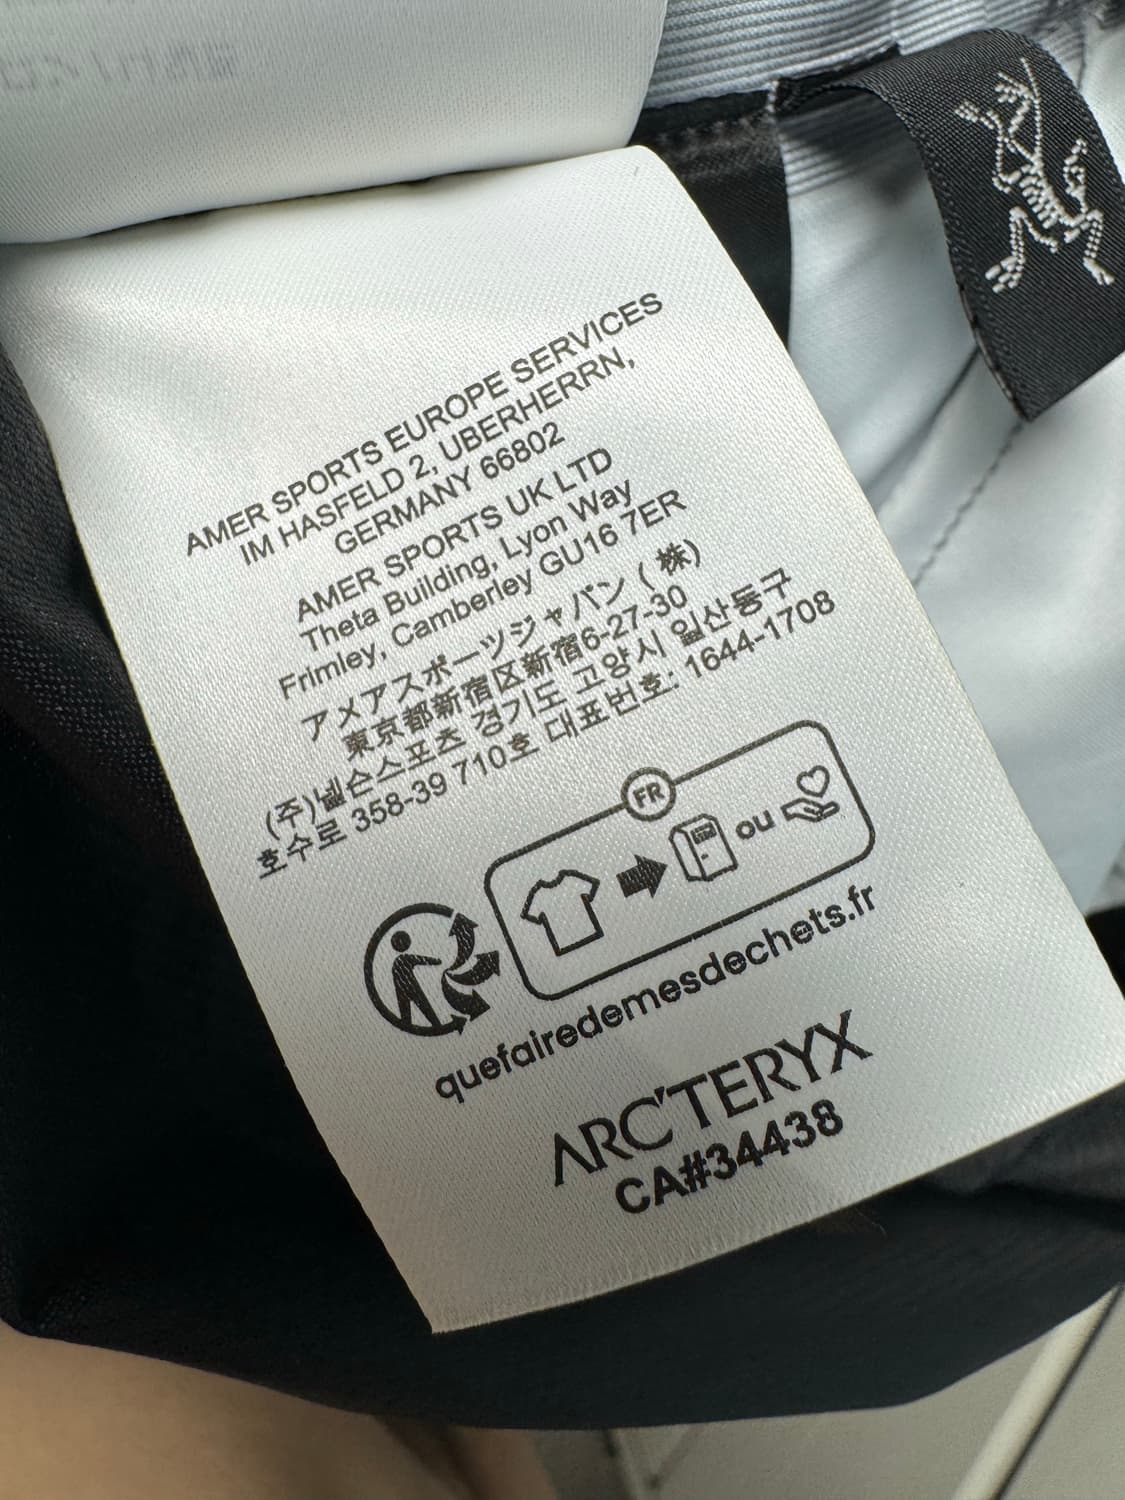 AMER SPORTS EUROPE SERVICES
IM HASFELD 2, UBERHERRN,
GERMANY 66802
AMER SPORTS UK LTD
Theta Building, Lyon Way
Frimley, Camberley GU16 7ER
アメアスポーツジャパン (株)
東京都新宿区新宿6-27-30
(주)넬슨스포츠 경기도 고양시 일산동구
호수로 358-39 710호 대표번호: 1644-1708
FR
ou
quefairedemesdechets.fr
ARC'TERYX
CA#34438